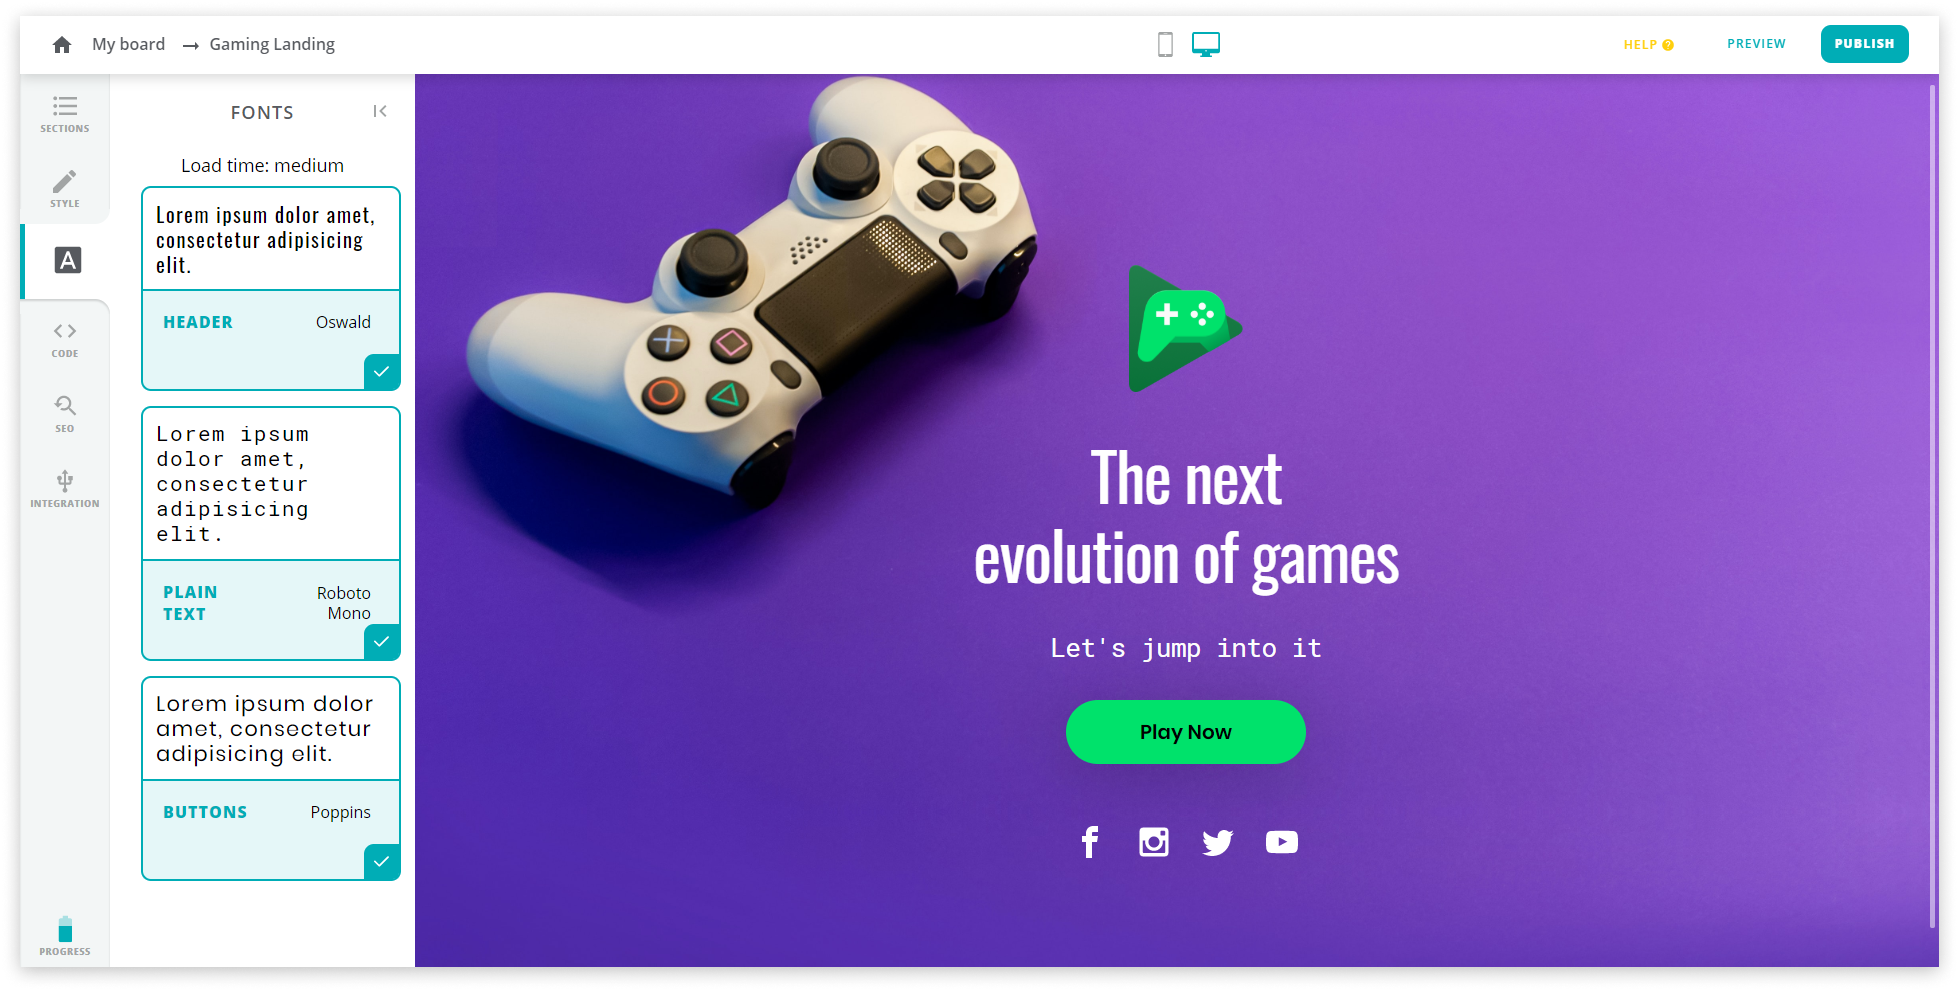 My board → Gaming Landing
HELP ?
PREVIEW
PUBLISH
SECTIONS
STYLE
A
CODE
SEO
INTEGRATION
PROGRESS
FONTS
Load time: medium
Lorem ipsum dolor amet,
consectetur adipisicing
elit.
HEADER Oswald
Lorem ipsum
dolor amet,
consectetur
adipisicing
elit.
PLAIN Roboto
TEXT Mono
Lorem ipsum dolor
amet, consectetur
adipisicing elit.
BUTTONS Poppins
The next
evolution of games
Let's jump into it
Play Now